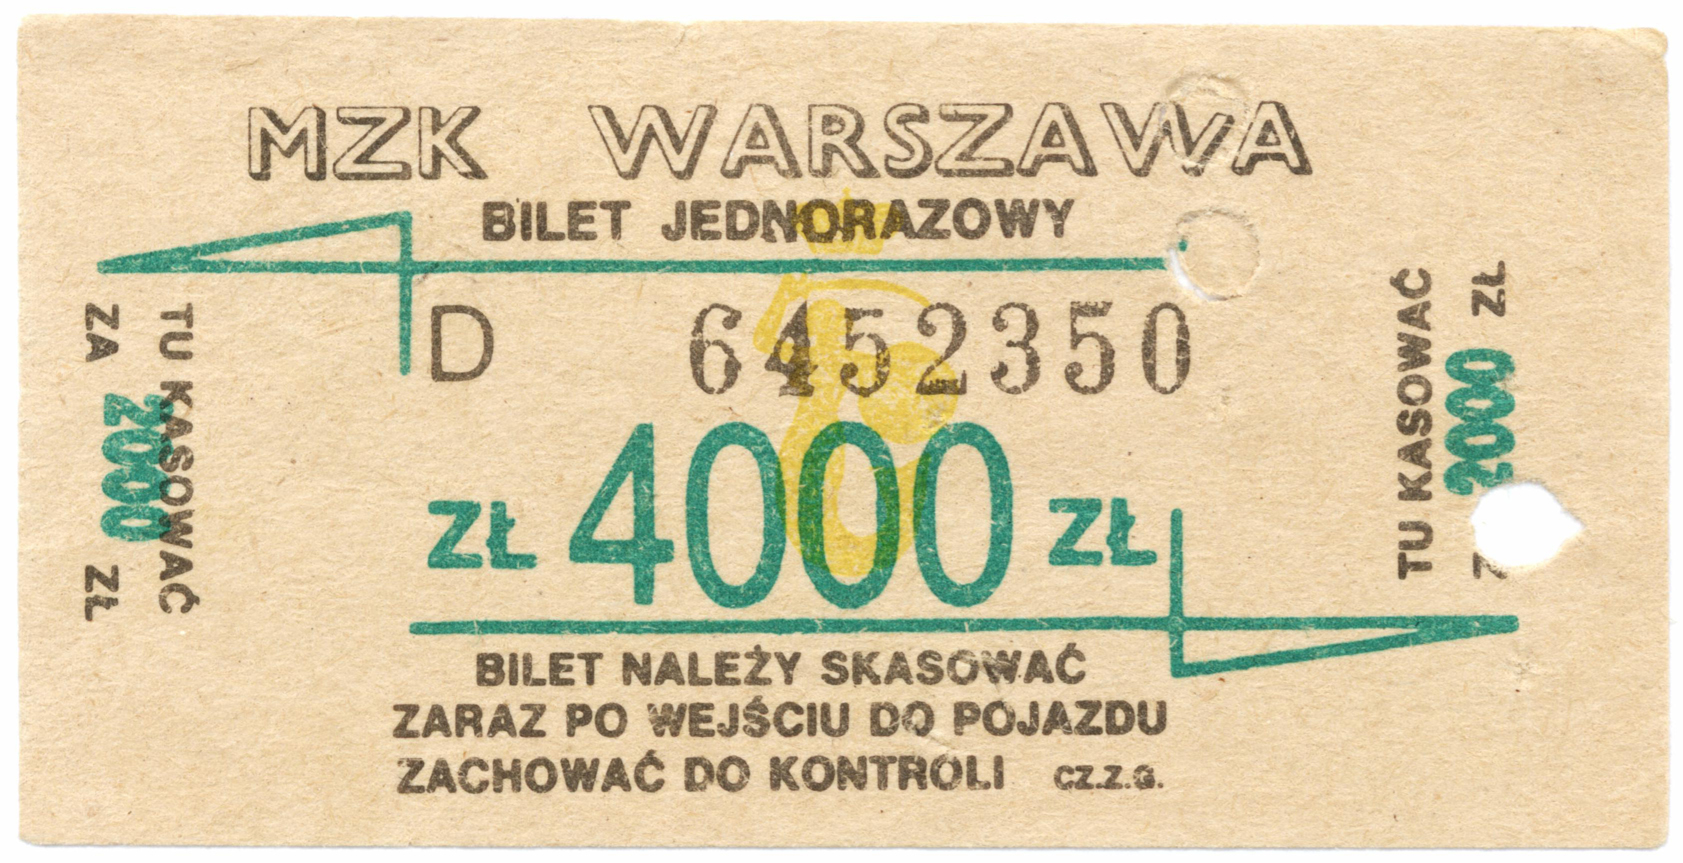 MZK WARSZAWA
BILET JEDNORAZOWY
D 6452350
ZŁ 4000 ZŁ
TU KASOWAĆ
ZA 2000 ZŁ
TU KASOWAĆ
2000 ZŁ
BILET NALEŻY SKASOWAĆ
ZARAZ PO WEJŚCIU DO POJAZDU
ZACHOWAĆ DO KONTROLI CZ.Z.G.